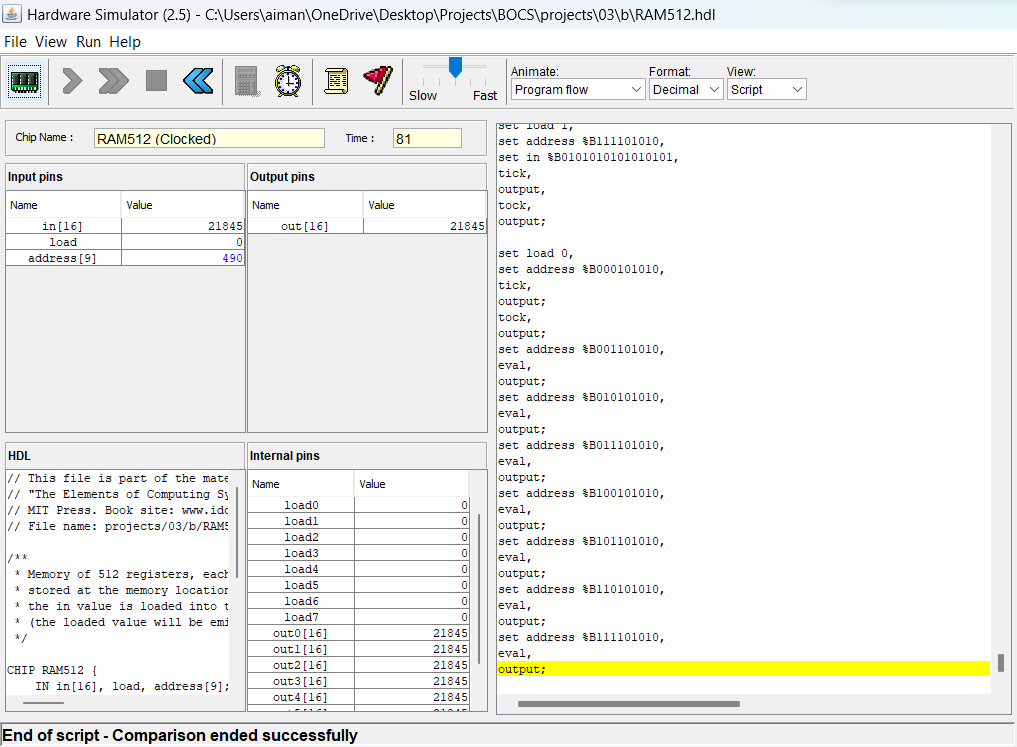 Hardware Simulator (2.5) - C:\Users\aiman\OneDrive\Desktop\Projects\BOCS\projects\03\b\RAM512.hdl
File View Run Help
Slow Fast
Animate: Format: View:
Program flow Decimal Script
Chip Name : RAM512 (Clocked) Time : 81
Input pins
Name Value
in[16] 21845
load 0
address[9] 490
Output pins
Name Value
out[16] 21845
HDL
// This file is part of the mate
// "The Elements of Computing Sy
// MIT Press. Book site: www.idc
// File name: projects/03/b/RAM5
/**
* Memory of 512 registers, each
* stored at the memory location
* the in value is loaded into t
* (the loaded value will be emi
*/
CHIP RAM512 {
IN in[16], load, address[9];
Internal pins
Name Value
load0 0
load1 0
load2 0
load3 0
load4 0
load5 0
load6 0
load7 0
out0[16] 21845
out1[16] 21845
out2[16] 21845
out3[16] 21845
out4[16] 21845
set load 1,
set address %B111101010,
set in %B0101010101010101,
tick,
output,
tock,
output;
set load 0,
set address %B000101010,
tick,
output;
tock,
output;
set address %B001101010,
eval,
output;
set address %B010101010,
eval,
output;
set address %B011101010,
eval,
output;
set address %B100101010,
eval,
output;
set address %B101101010,
eval,
output;
set address %B110101010,
eval,
output;
set address %B111101010,
eval,
output;
End of script - Comparison ended successfully